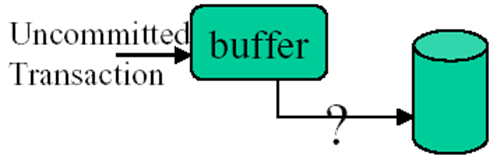 Uncommitted
Transaction
buffer
?